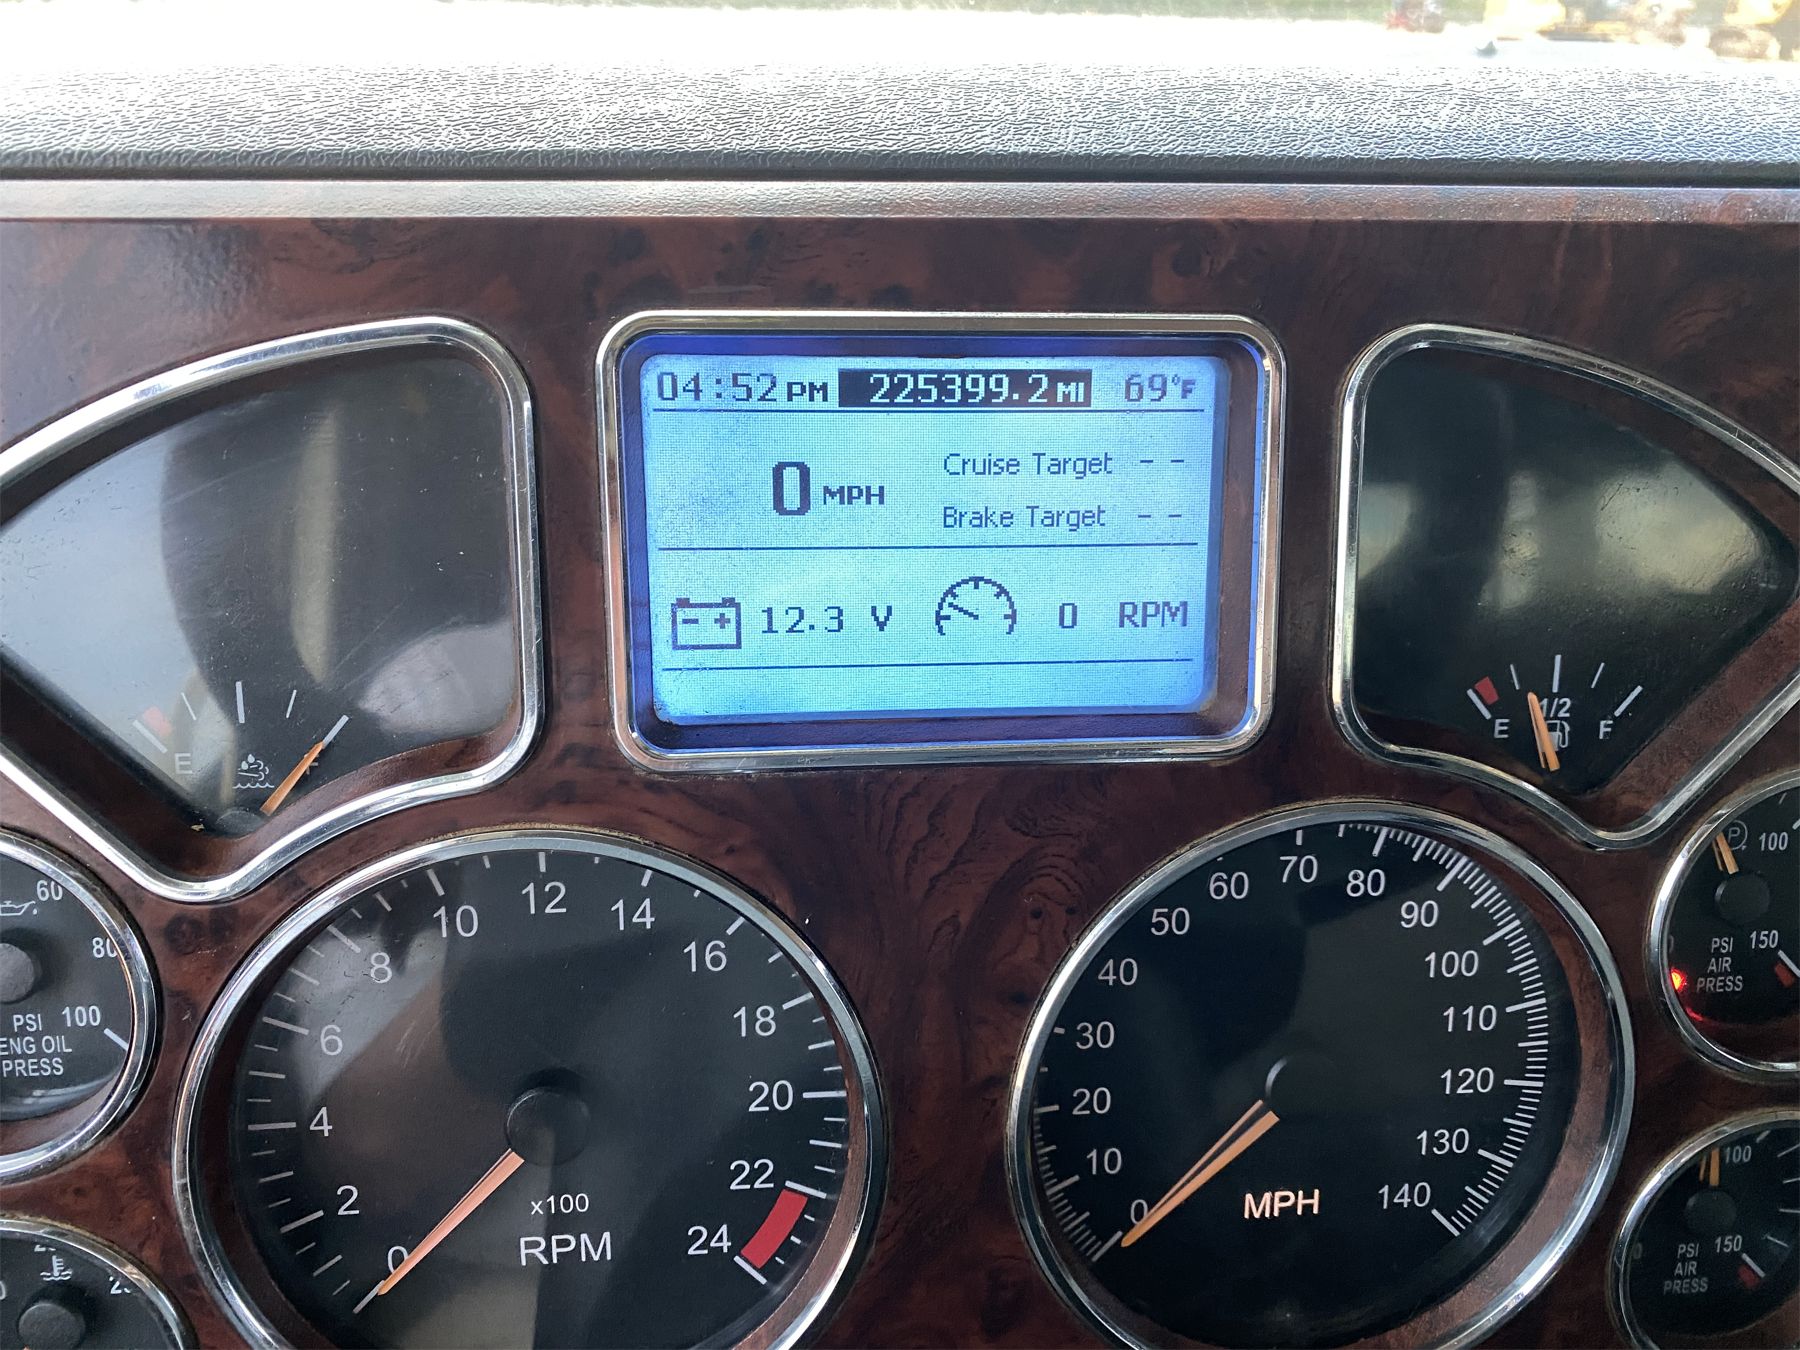 04:52 PM 225399.2 MI 69°F
0 MPH
Cruise Target - -
Brake Target - -
12.3 V 0 RPM
E F
E 1/2 F
60
80
100
PSI
ENG OIL
PRESS
0 2 4 6 8 10 12 14 16 18 20 22 24
x100
RPM
0 10 20 30 40 50 60 70 80 90 100 110 120 130 140
MPH
P
100
150
PSI
AIR
PRESS
100
150
PSI
AIR
PRESS